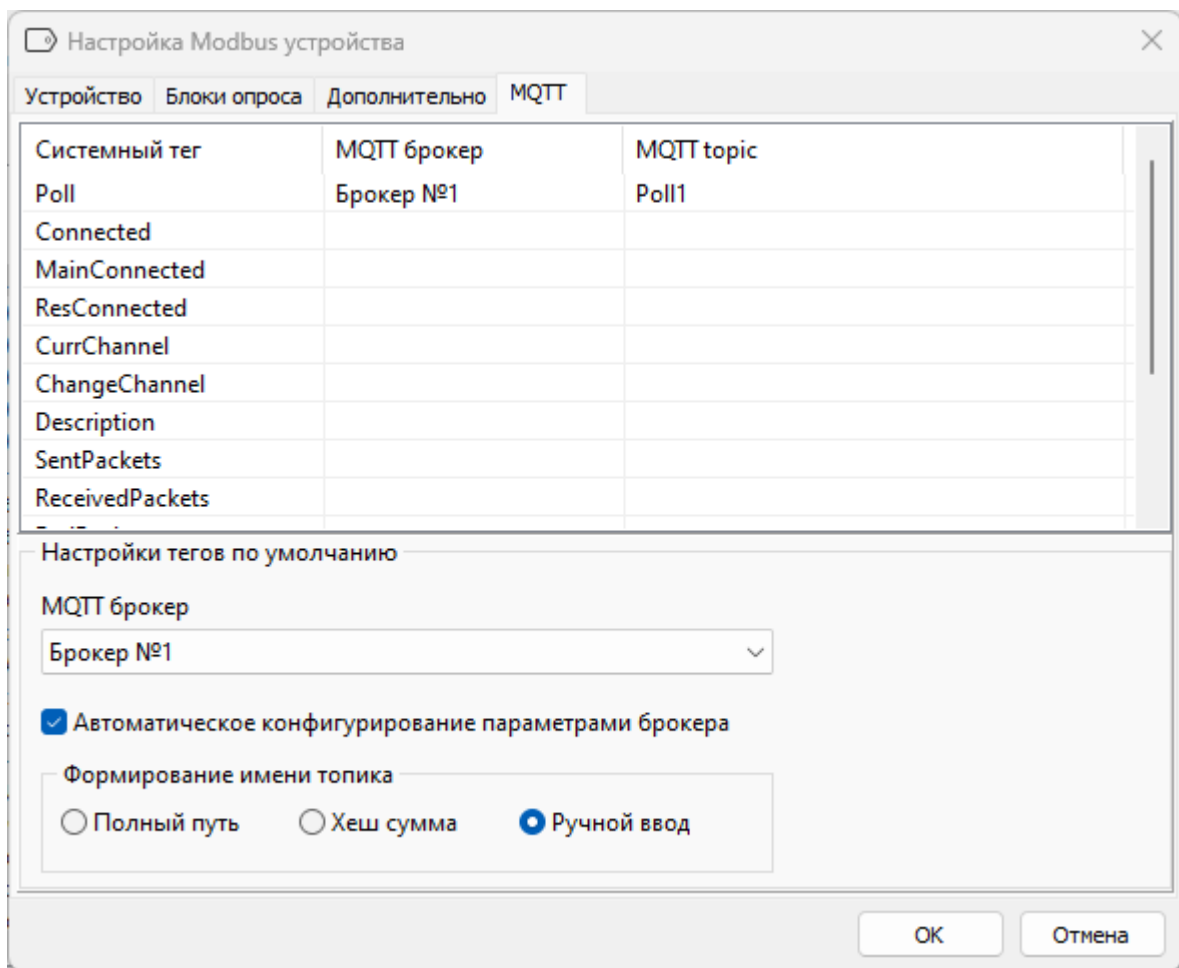 Настройка Modbus устройства
Устройство Блоки опроса Дополнительно MQTT
Системный тег MQTT брокер MQTT topic
Poll Брокер №1 Poll1
Connected
MainConnected
ResConnected
CurrChannel
ChangeChannel
Description
SentPackets
ReceivedPackets
Настройки тегов по умолчанию
MQTT брокер
Брокер №1
Автоматическое конфигурирование параметрами брокера
Формирование имени топика
Полный путь Хеш сумма Ручной ввод
OK Отмена